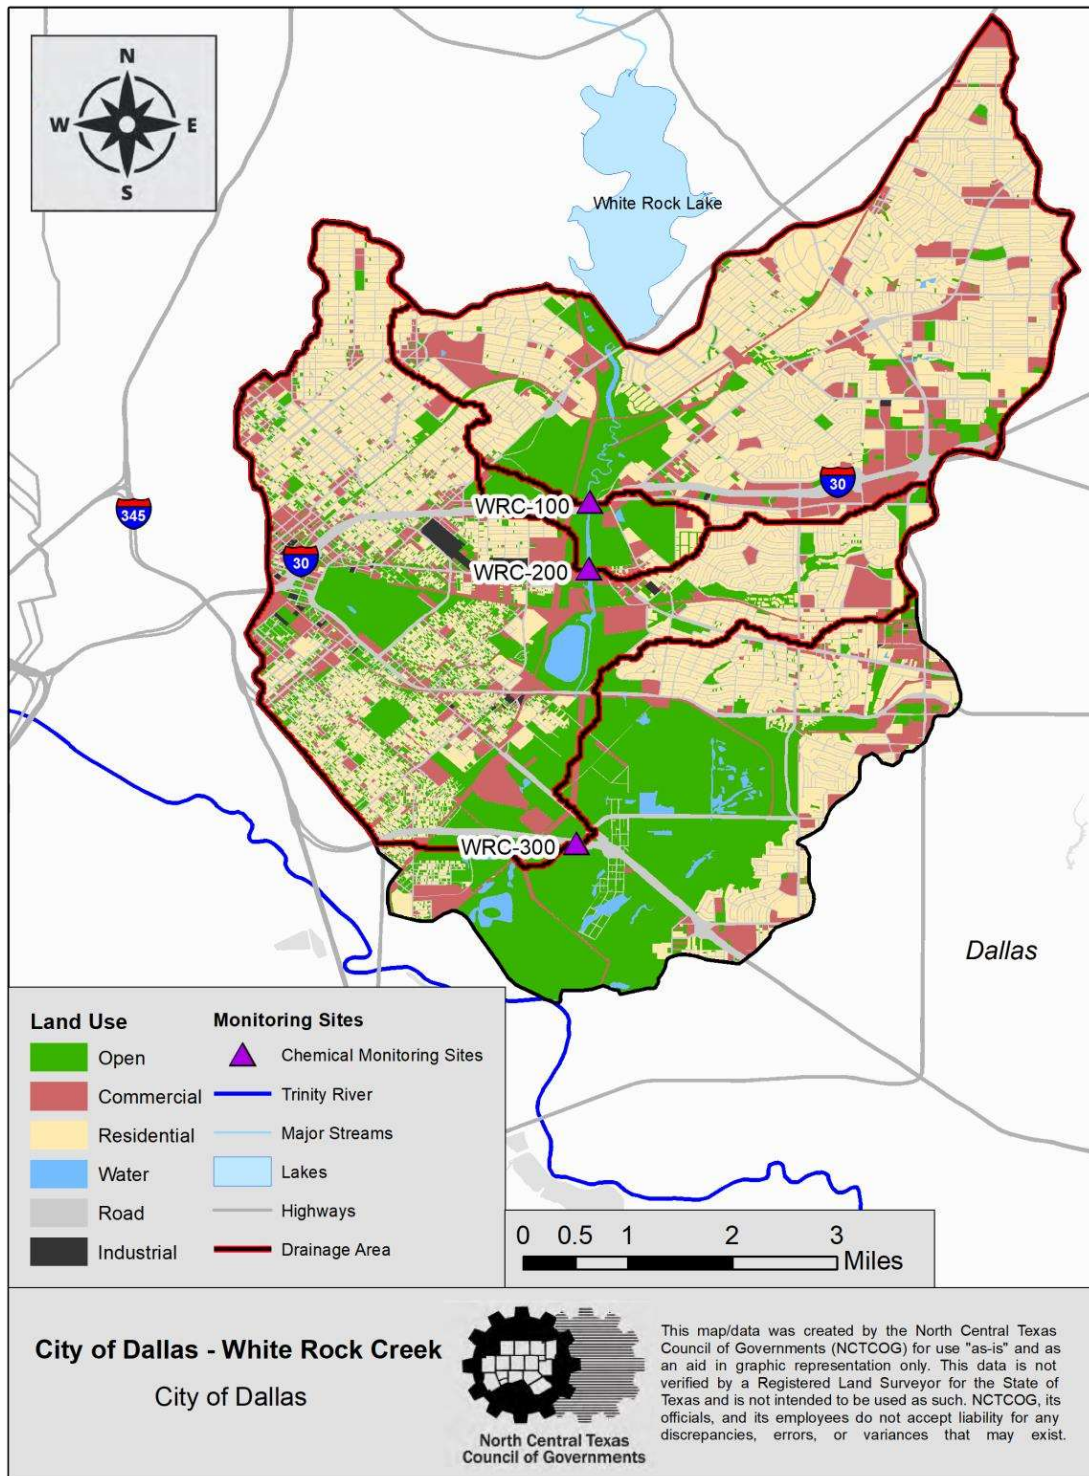 N
W
E
S
White Rock Lake
30
WRC-100
345
30
WRC-200
WRC-300
Dallas
Land Use
Open
Commercial
Residential
Water
Road
Industrial
Monitoring Sites
Chemical Monitoring Sites
Trinity River
Major Streams
Lakes
Highways
Drainage Area
0 0.5 1 2 3
Miles
City of Dallas - White Rock Creek
City of Dallas
North Central Texas
Council of Governments
This map/data was created by the North Central Texas
Council of Governments (NCTCOG) for use "as-is" and as
an aid in graphic representation only. This data is not
verified by a Registered Land Surveyor for the State of
Texas and is not intended to be used as such. NCTCOG, its
officials, and its employees do not accept liability for any
discrepancies, errors, or variances that may exist.